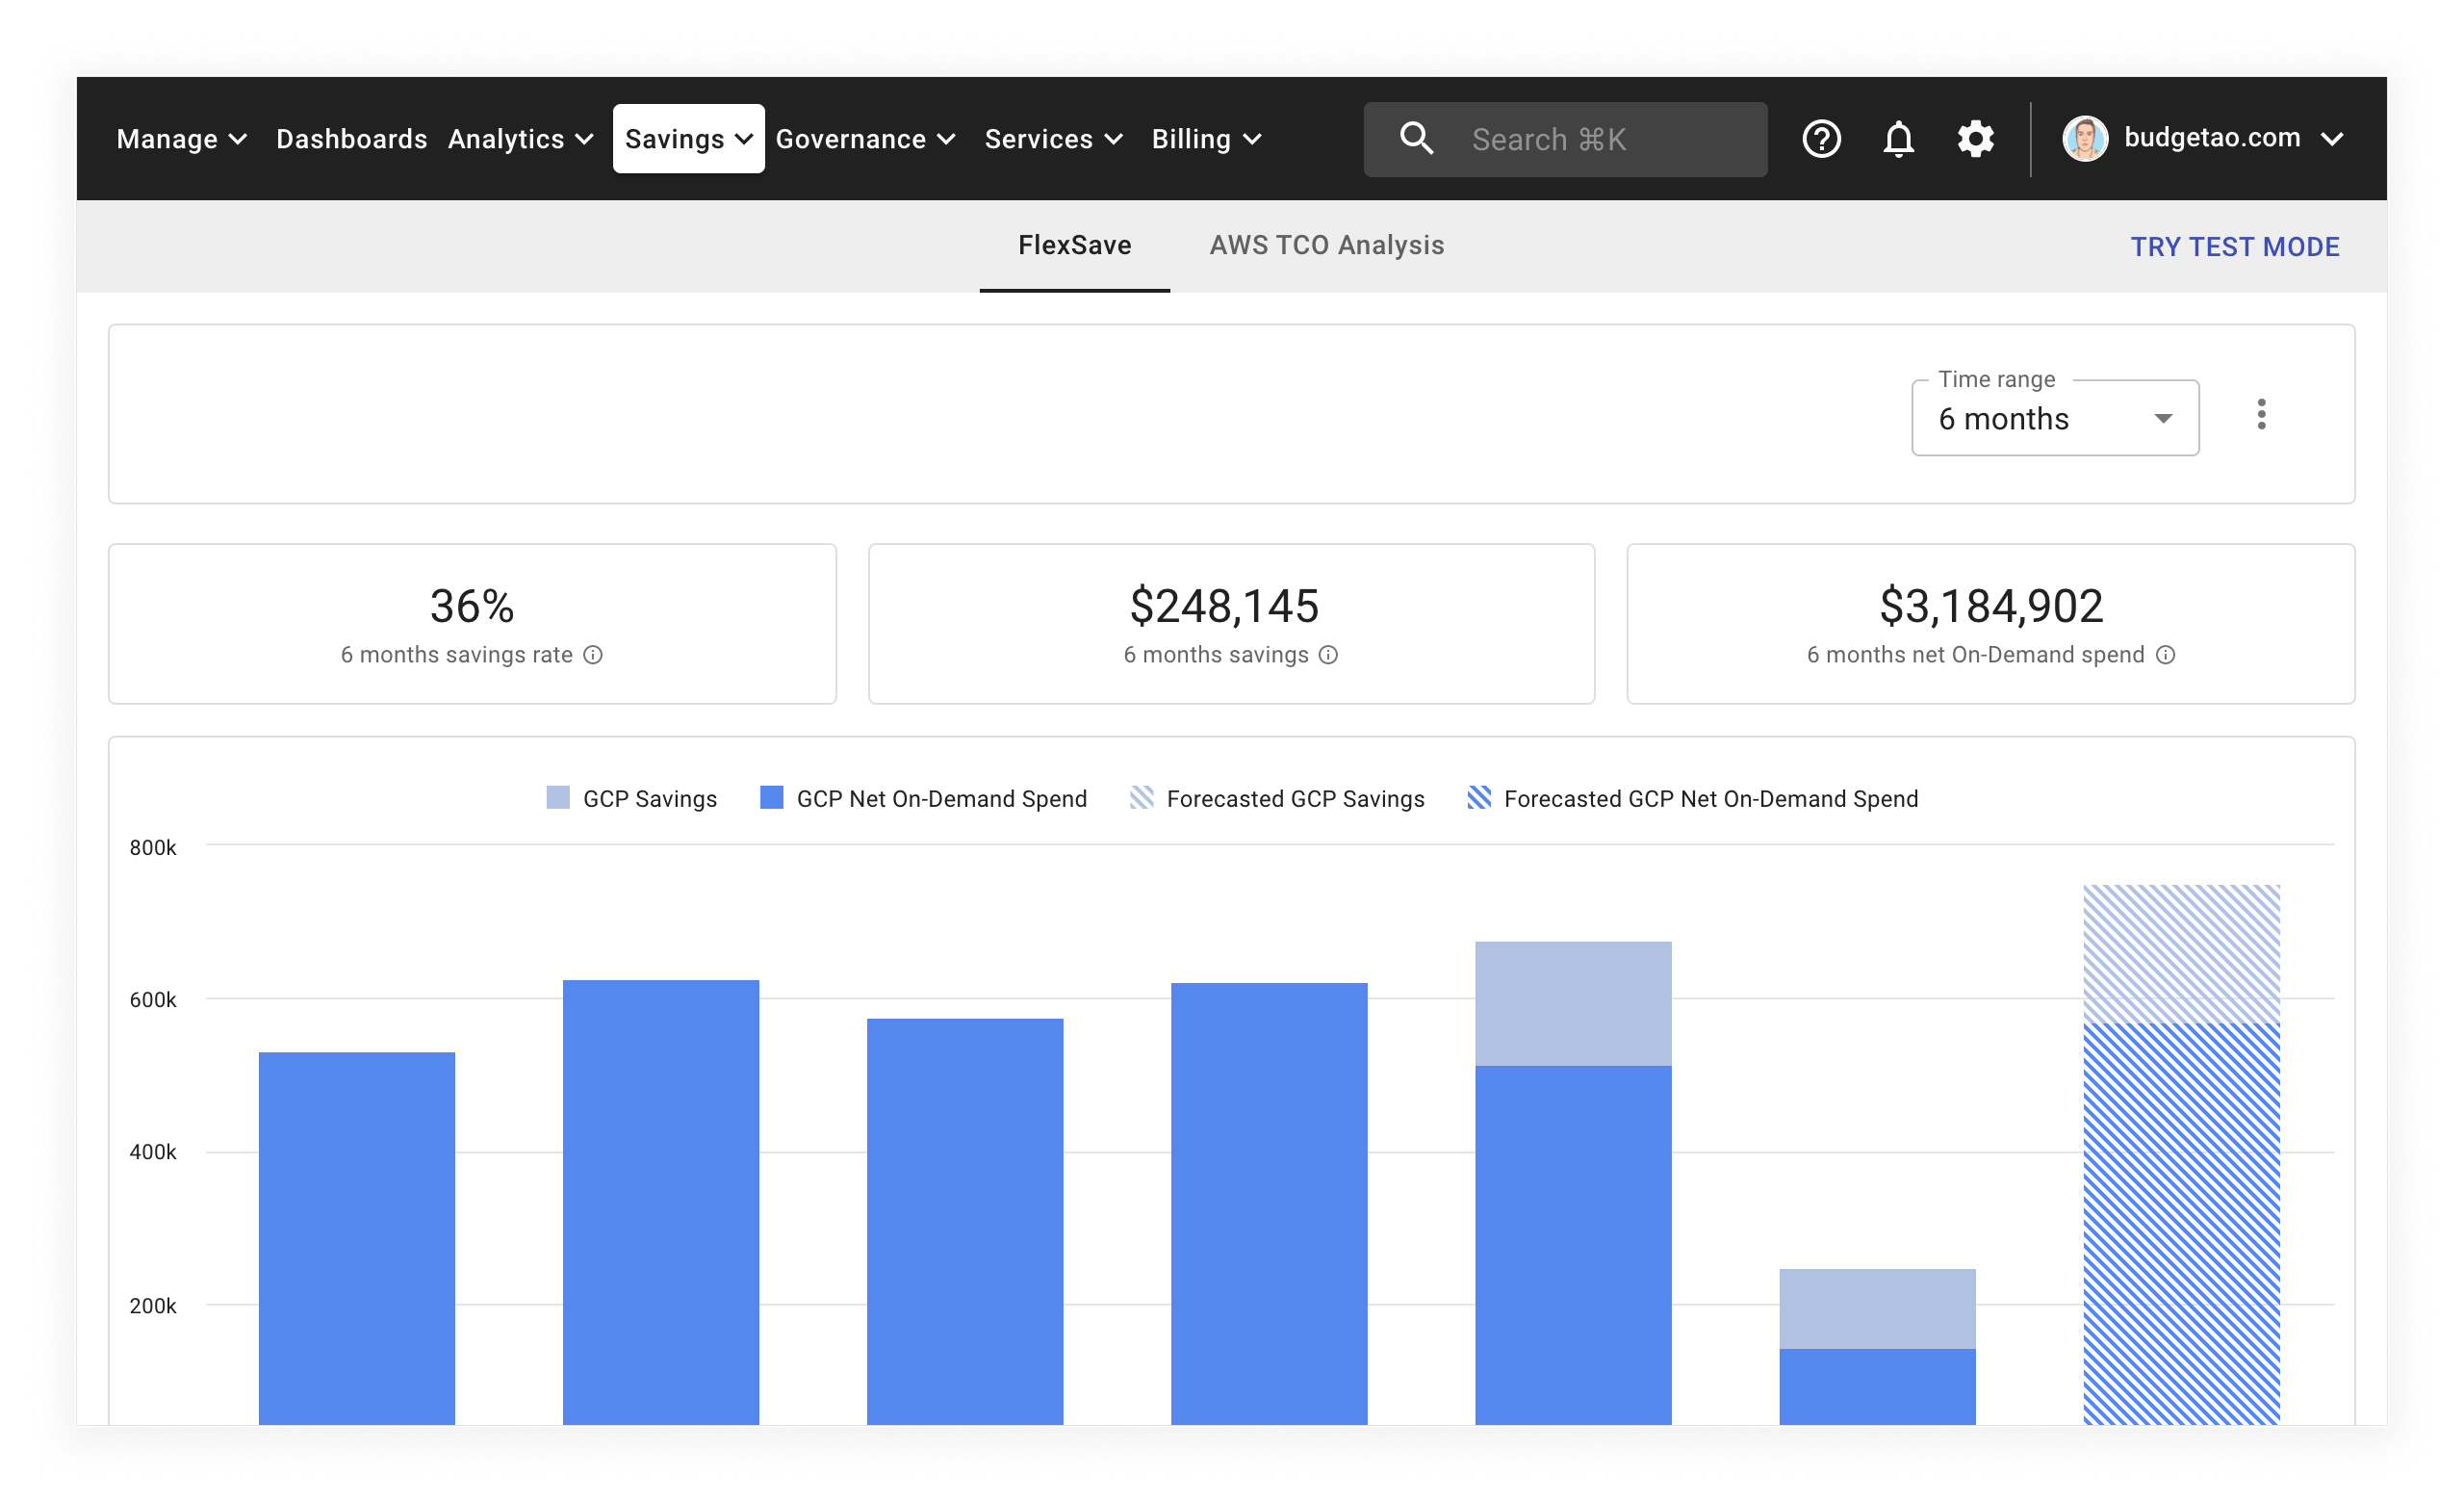 Manage Dashboards Analytics Savings Governance Services Billing Search ⌘K budgetao.com
FlexSave AWS TCO Analysis TRY TEST MODE
Time range
6 months
36%
6 months savings rate
$248,145
6 months savings
$3,184,902
6 months net On-Demand spend
GCP Savings GCP Net On-Demand Spend Forecasted GCP Savings Forecasted GCP Net On-Demand Spend
800k
600k
400k
200k